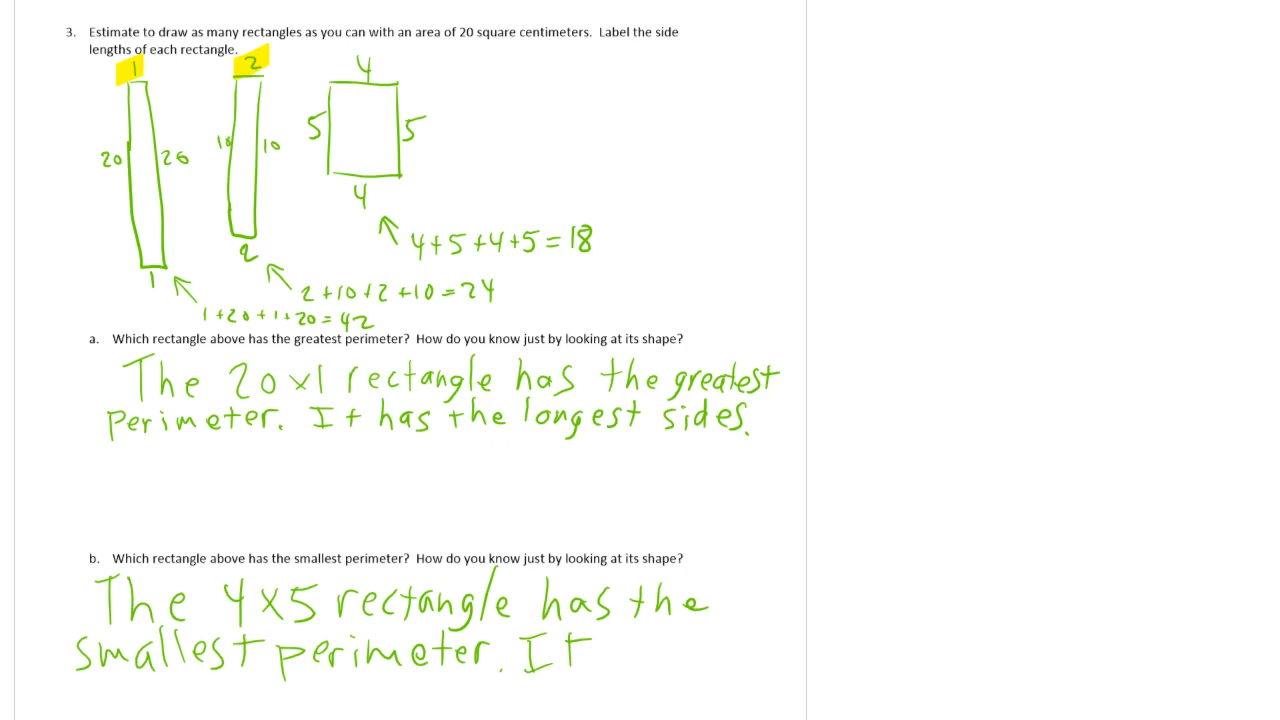 3. Estimate to draw as many rectangles as you can with an area of 20 square centimeters. Label the side
lengths of each rectangle.
1
2
4
20
20
10
10
5
5
1
2
4
4+5+4+5=18
2+10+2+10=24
1+20+1+20=42
a. Which rectangle above has the greatest perimeter? How do you know just by looking at its shape?
The 20x1 rectangle has the greatest
perimeter. It has the longest sides.
b. Which rectangle above has the smallest perimeter? How do you know just by looking at its shape?
The 4x5 rectangle has the
smallest perimeter. It